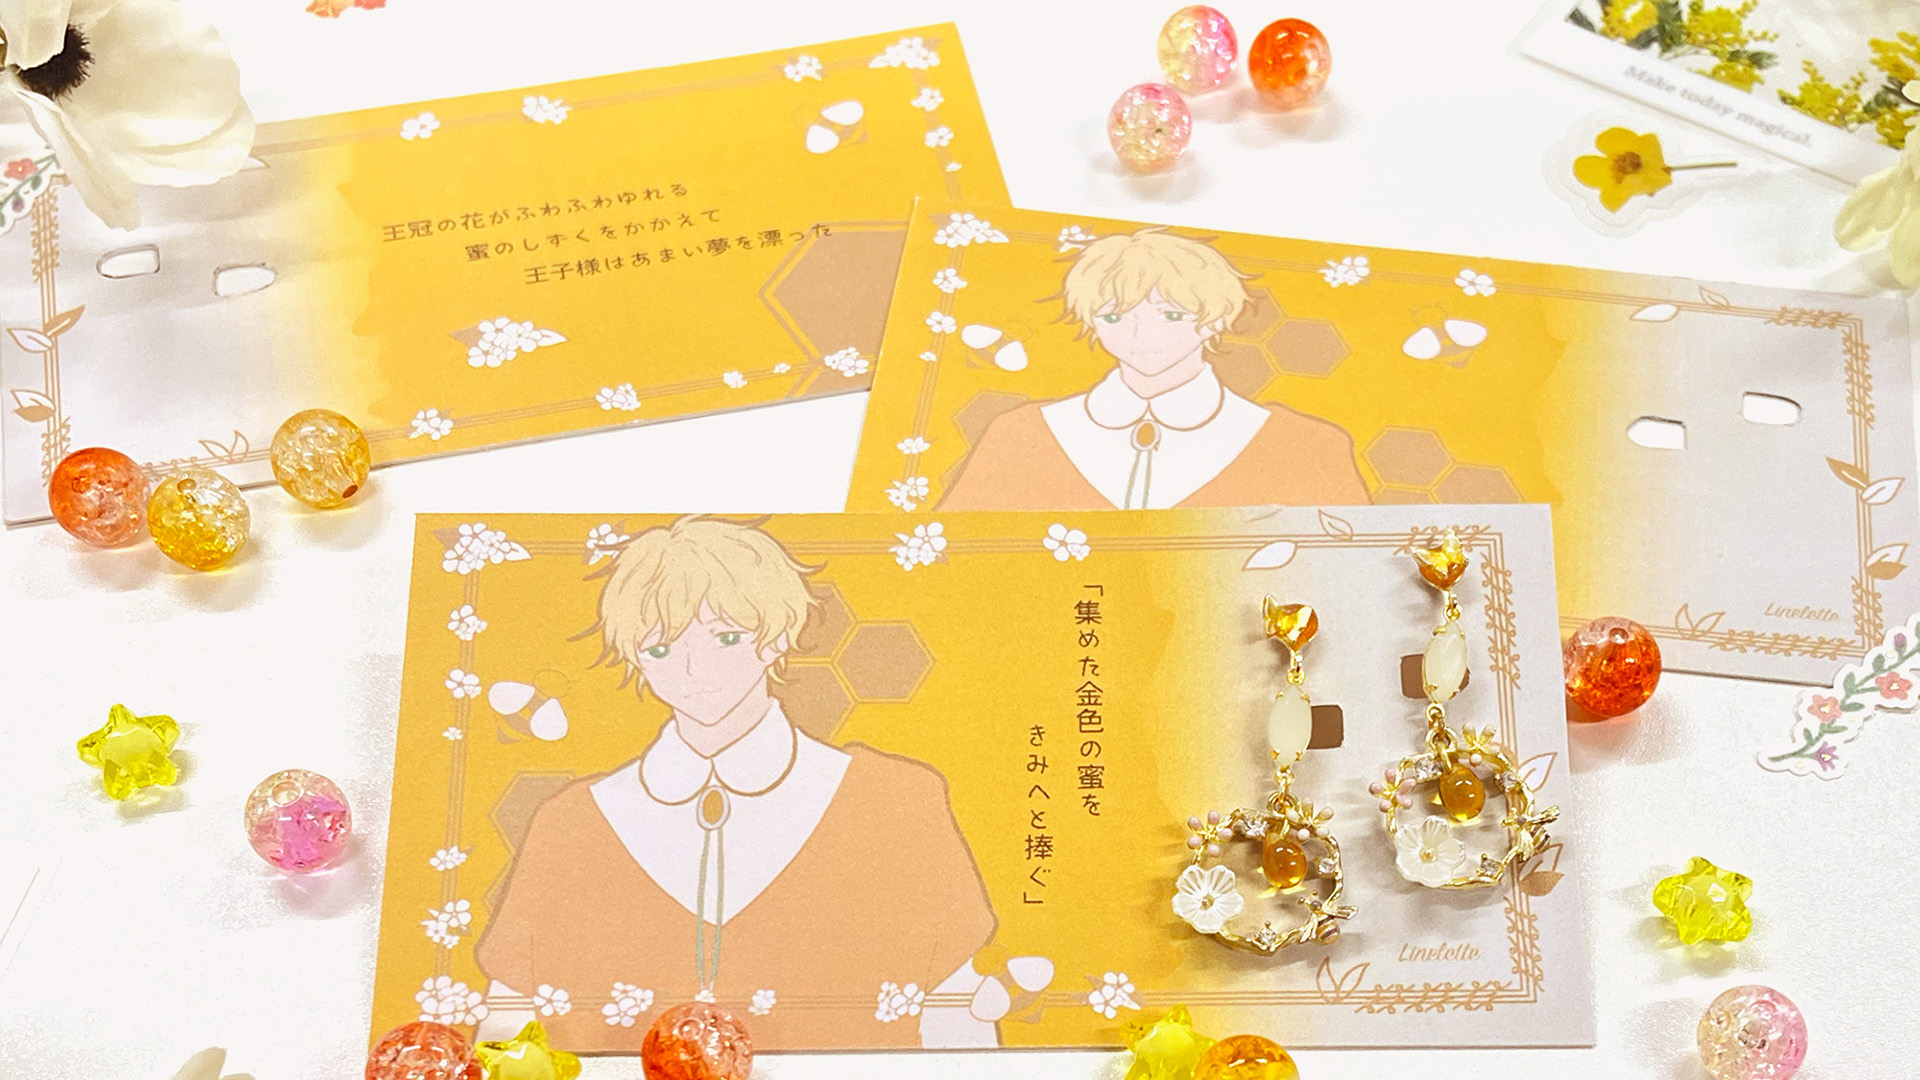 王冠の花がふわふわゆれる
蜜のしずくをかかえて
王子様はあまい夢を漂った
Make today magical.
Linelette
「集めた金色の蜜を
きみへと捧ぐ」
Linelette